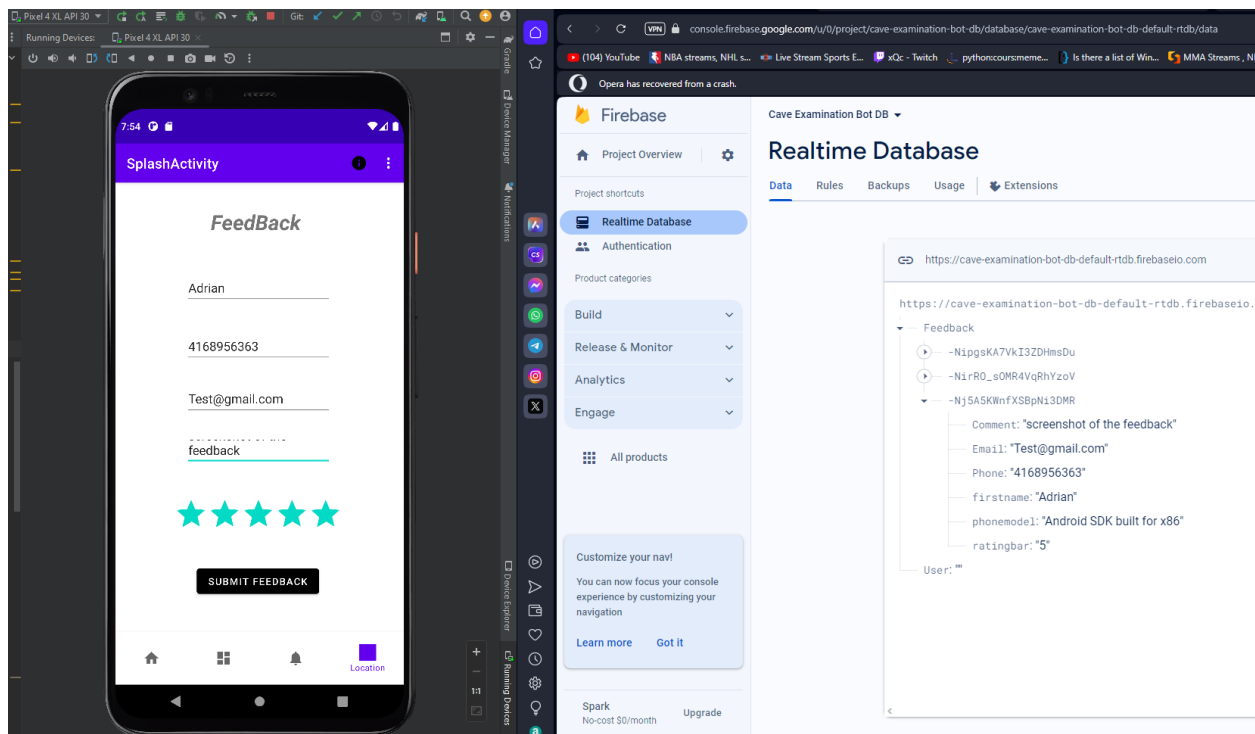 Pixel 4 XL API 30
Git:
Running Devices:
Pixel 4 XL API 30
7:54
SplashActivity
FeedBack
Adrian
4168956363
Test@gmail.com
feedback
SUBMIT FEEDBACK
Location
1:1
Gradle
Device Manager
Notifications
Device Explorer
Running Devices
VPN
console.firebase.google.com/u/0/project/cave-examination-bot-db/database/cave-examination-bot-db-default-rtdb/data
(104) YouTube
NBA streams, NHL s...
Live Stream Sports E...
xQc - Twitch
python:coursmeme...
Is there a list of Win...
MMA Streams , N
Opera has recovered from a crash.
Firebase
Project Overview
Project shortcuts
Realtime Database
Authentication
Product categories
Build
Release & Monitor
Analytics
Engage
All products
Customize your nav!
You can now focus your console
experience by customizing your
navigation
Learn more
Got it
Spark
No-cost $0/month
Upgrade
Cave Examination Bot DB
Realtime Database
Data
Rules
Backups
Usage
Extensions
https://cave-examination-bot-db-default-rtdb.firebaseio.com
https://cave-examination-bot-db-default-rtdb.firebaseio.
Feedback
-NipgsKA7VkI3ZDHmsDu
-NirRO_sOMR4VqRhYzoV
-Nj5A5KWnfXSBpNi3DMR
Comment: "screenshot of the feedback"
Email: "Test@gmail.com"
Phone: "4168956363"
firstname: "Adrian"
phonemodel: "Android SDK built for x86"
ratingbar: "5"
User: ""